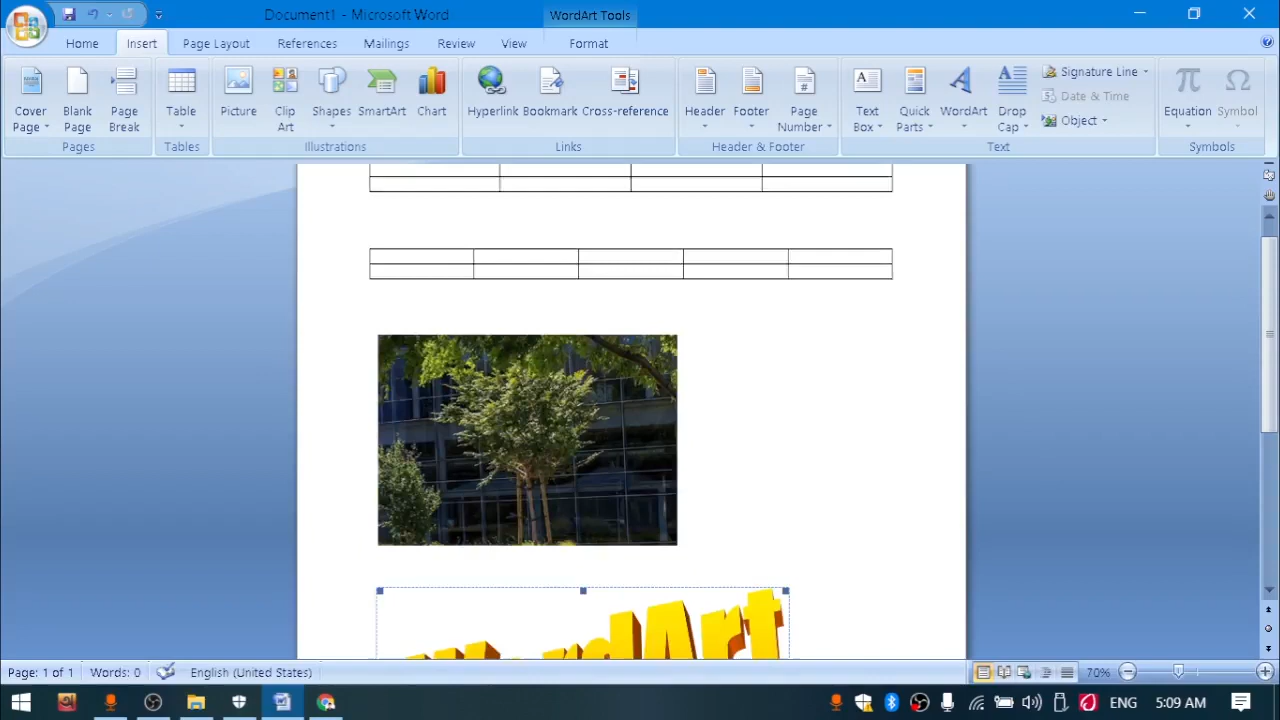 Document1 - Microsoft Word
WordArt Tools
Home
Insert
Page Layout
References
Mailings
Review
View
Format
Cover Page
Blank Page
Page Break
Table
Picture
Clip Art
Shapes
SmartArt
Chart
Hyperlink
Bookmark
Cross-reference
Header
Footer
Page Number
Text Box
Quick Parts
WordArt
Drop Cap
Signature Line
Date & Time
Object
Equation
Symbol
Pages
Tables
Illustrations
Links
Header & Footer
Text
Symbols
WordArt
Page: 1 of 1
Words: 0
English (United States)
70%
ENG
5:09 AM